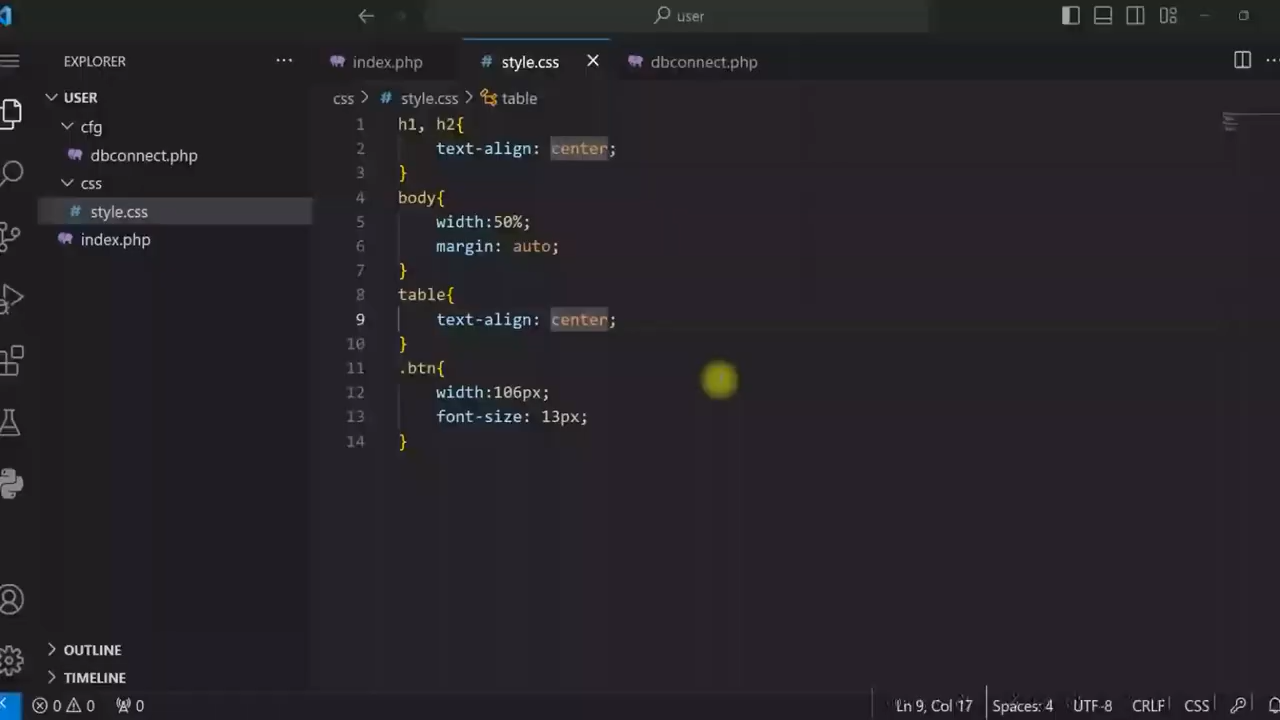 user
EXPLORER
USER
cfg
dbconnect.php
css
style.css
index.php
OUTLINE
TIMELINE
index.php
# style.css
dbconnect.php
css > # style.css > table
1 h1, h2{
2 text-align: center;
3 }
4 body{
5 width:50%;
6 margin: auto;
7 }
8 table{
9 text-align: center;
10 }
11 .btn{
12 width:106px;
13 font-size: 13px;
14 }
0 0 0
Ln 9, Col 17 Spaces: 4 UTF-8 CRLF CSS